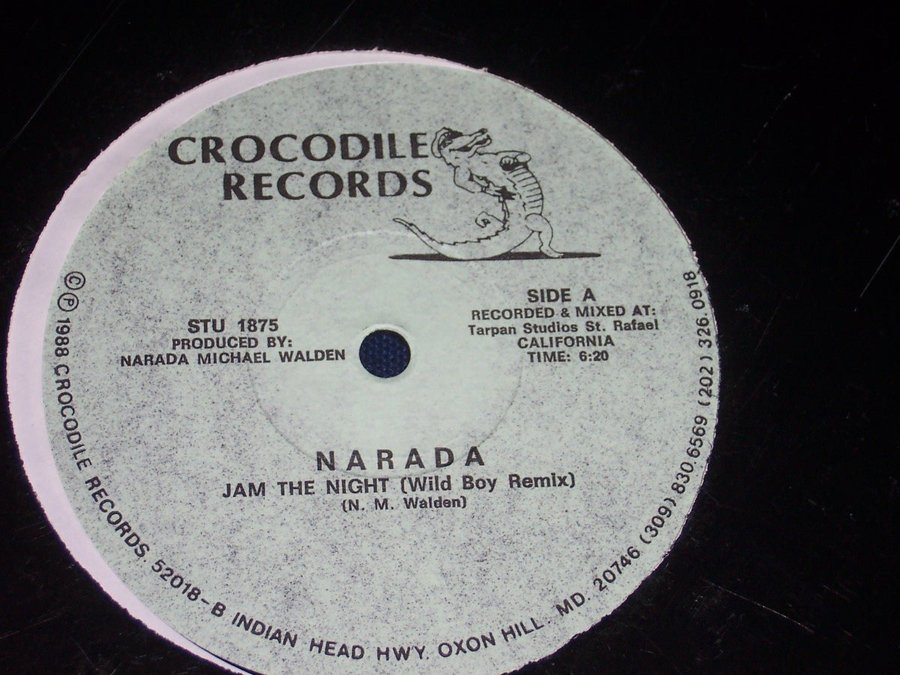 CROCODILE
RECORDS
STU 1875
PRODUCED BY:
NARADA MICHAEL WALDEN
SIDE A
RECORDED & MIXED AT:
Tarpan Studios St. Rafael
CALIFORNIA
TIME: 6:20
NARADA
JAM THE NIGHT (Wild Boy Remix)
(N. M. Walden)
©℗ 1988 CROCODILE RECORDS, 52018-B INDIAN HEAD HWY. OXON HILL. MD. 20746 (309) 830.6569 (202) 326.0918